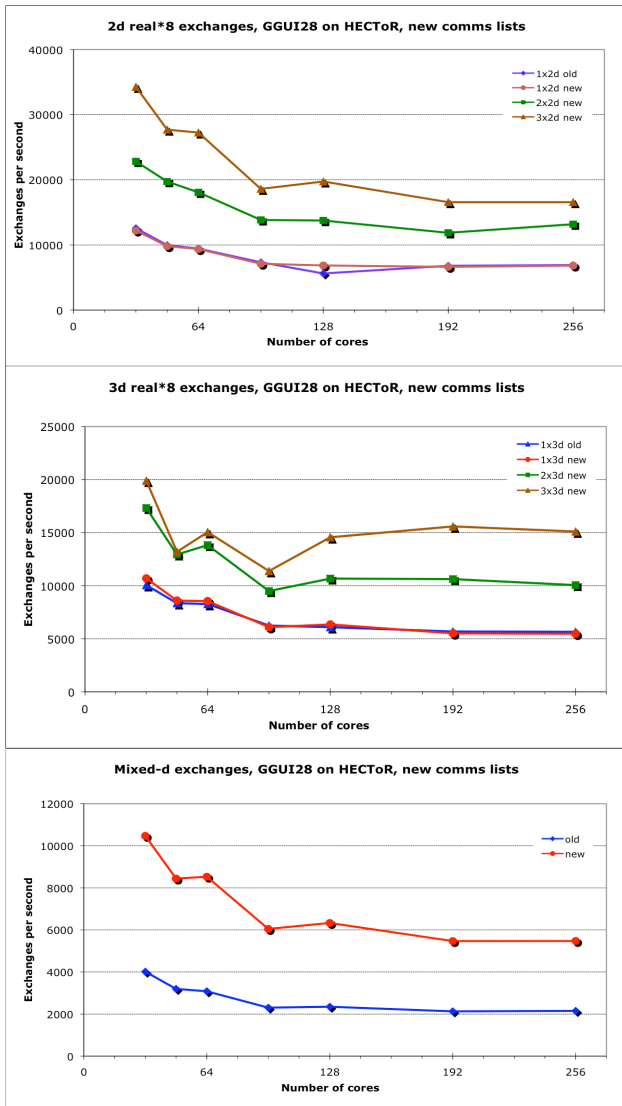 2d real*8 exchanges, GGUI28 on HECToR, new comms lists
40000
30000
20000
10000
0
Exchanges per second
1x2d old
1x2d new
2x2d new
3x2d new
0 64 128 192 256
Number of cores
3d real*8 exchanges, GGUI28 on HECToR, new comms lists
25000
20000
15000
10000
5000
0
Exchanges per second
1x3d old
1x3d new
2x3d new
3x3d new
0 64 128 192 256
Number of cores
Mixed-d exchanges, GGUI28 on HECToR, new comms lists
12000
10000
8000
6000
4000
2000
0
Exchanges per second
old
new
0 64 128 192 256
Number of cores